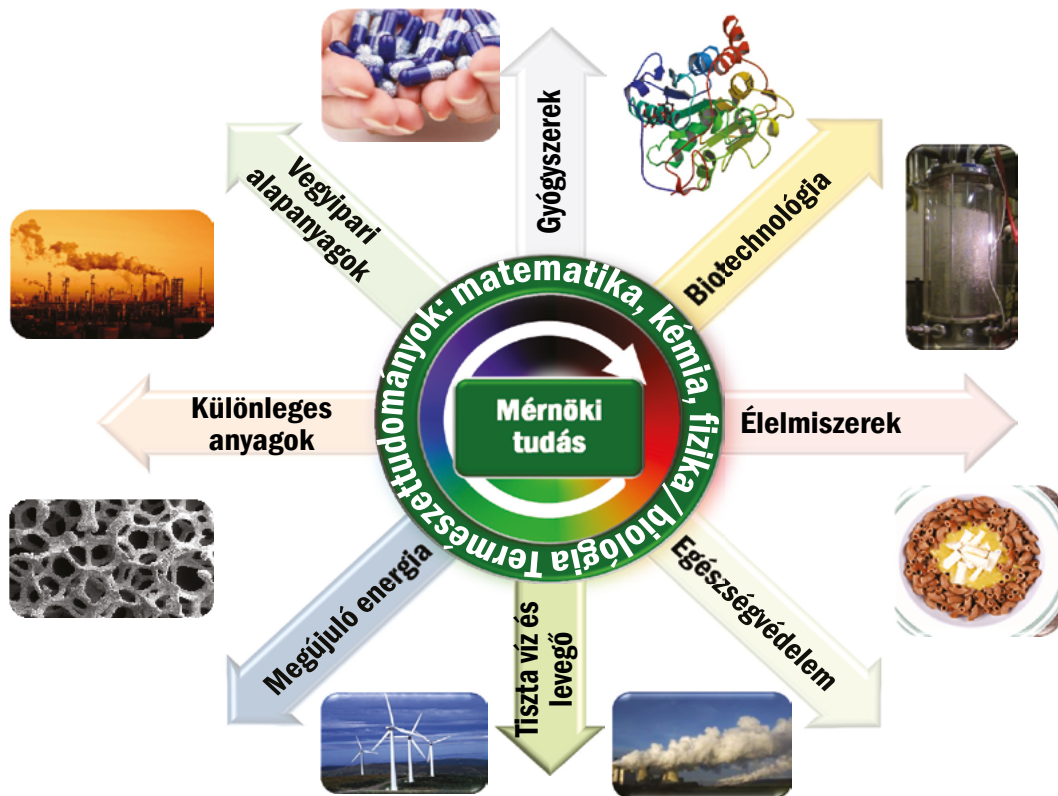 Gyógyszerek
Biotechnológia
Élelmiszerek
Egészségvédelem
Tiszta víz és
levegő
Megújuló energia
Különleges
anyagok
Vegyipari
alapanyagok
Természettudományok: matematika, kémia, fizika/biológia
Mérnöki
tudás